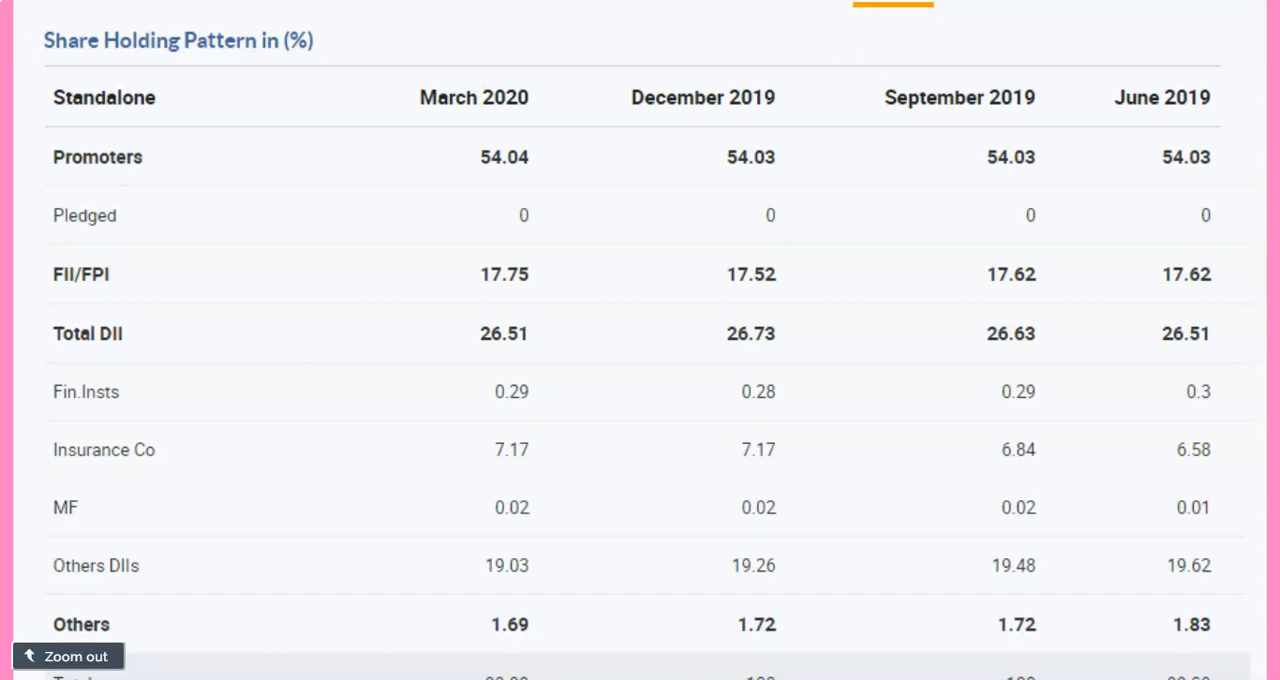 Share Holding Pattern in (%)
Standalone March 2020 December 2019 September 2019 June 2019
Promoters 54.04 54.03 54.03 54.03
Pledged 0 0 0 0
FII/FPI 17.75 17.52 17.62 17.62
Total DII 26.51 26.73 26.63 26.51
Fin.Insts 0.29 0.28 0.29 0.3
Insurance Co 7.17 7.17 6.84 6.58
MF 0.02 0.02 0.02 0.01
Others DIIs 19.03 19.26 19.48 19.62
Others 1.69 1.72 1.72 1.83
Zoom out